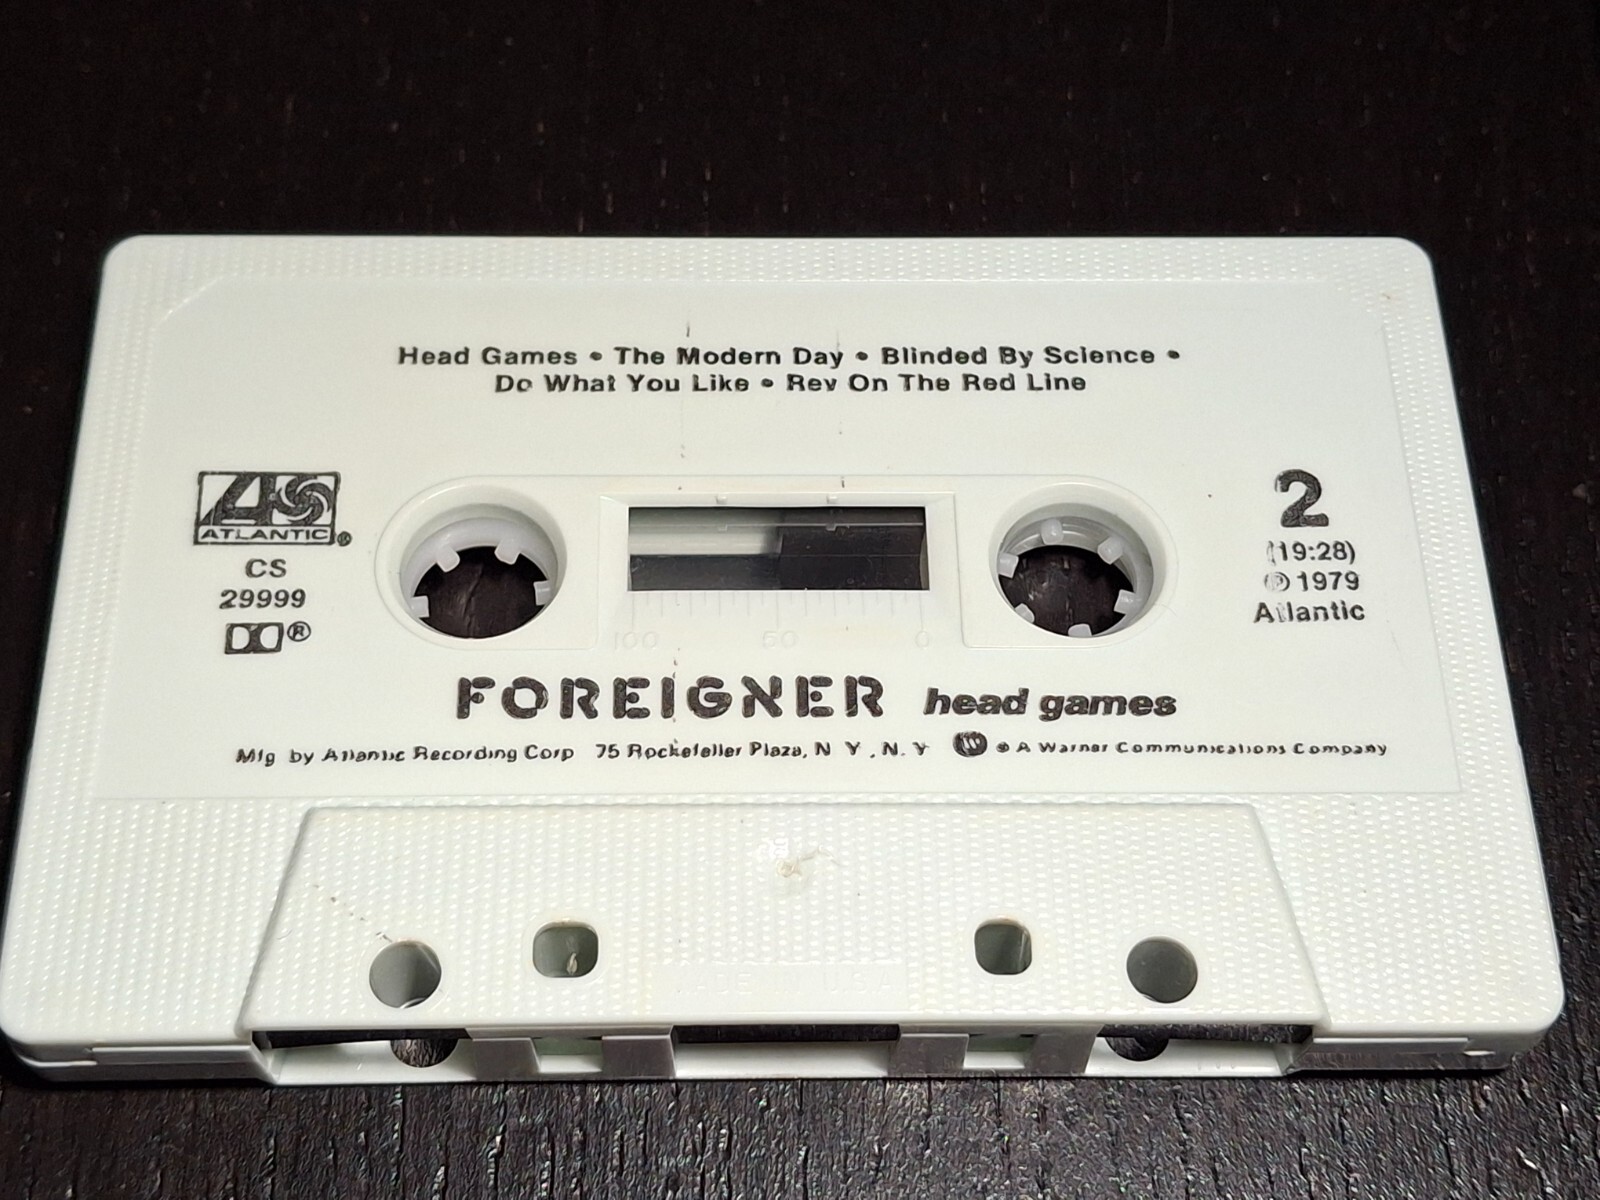 Head Games • The Modern Day • Blinded By Science •
Do What You Like • Rev On The Red Line
ATLANTIC®
CS
29999
®
2
(19:28)
℗ 1979
Atlantic
100 50 0
FOREIGNER head games
Mfg by Atlantic Recording Corp 75 Rockefeller Plaza, N Y, N.Y A Warner Communications Company
MADE IN U.S.A